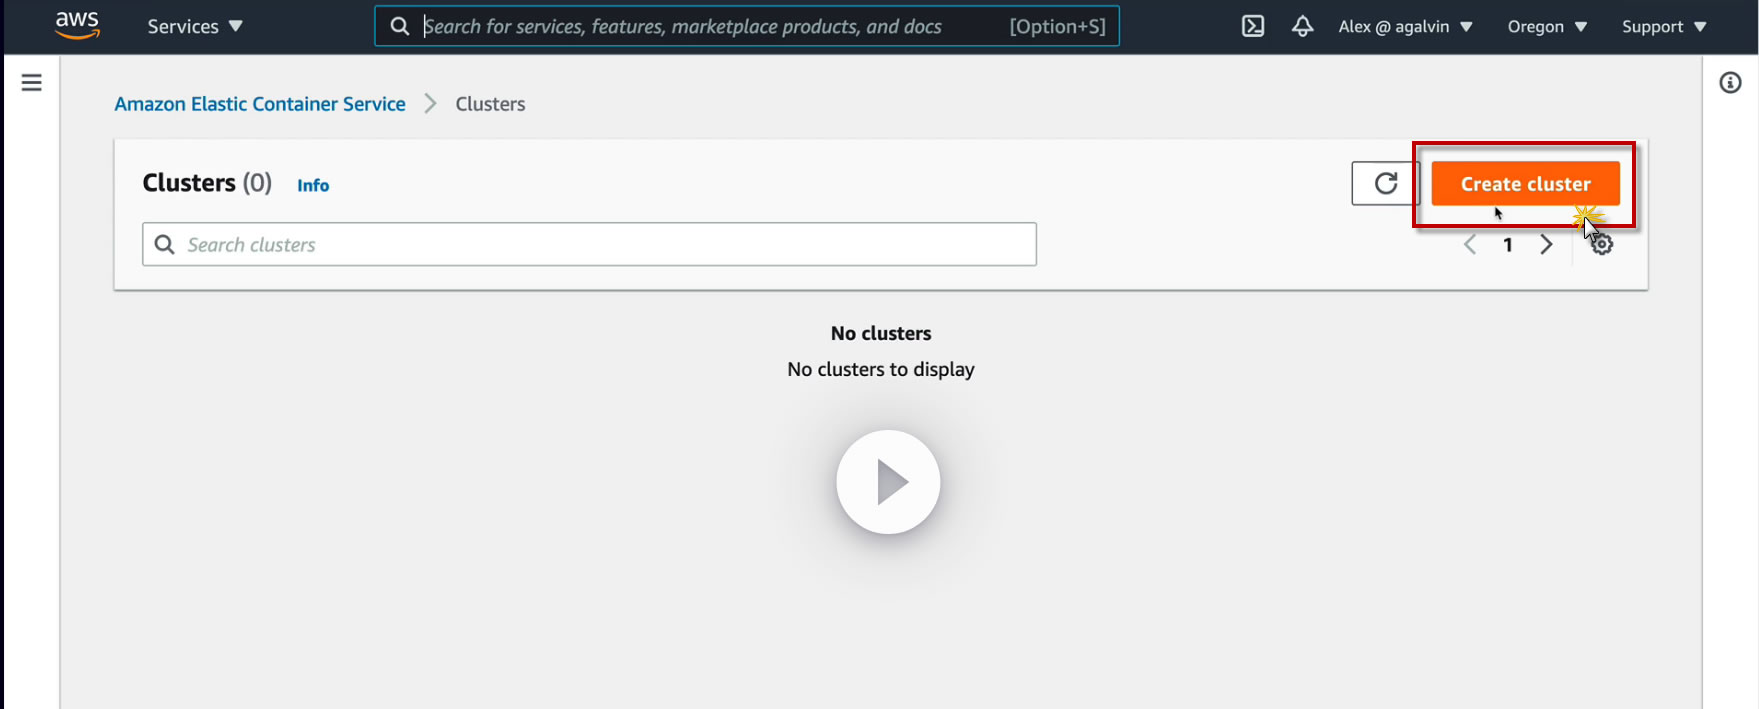 aws Services Search for services, features, marketplace products, and docs [Option+S] Alex @ agalvin Oregon Support
Amazon Elastic Container Service Clusters
Clusters (0) Info Create cluster
Search clusters 1
No clusters
No clusters to display